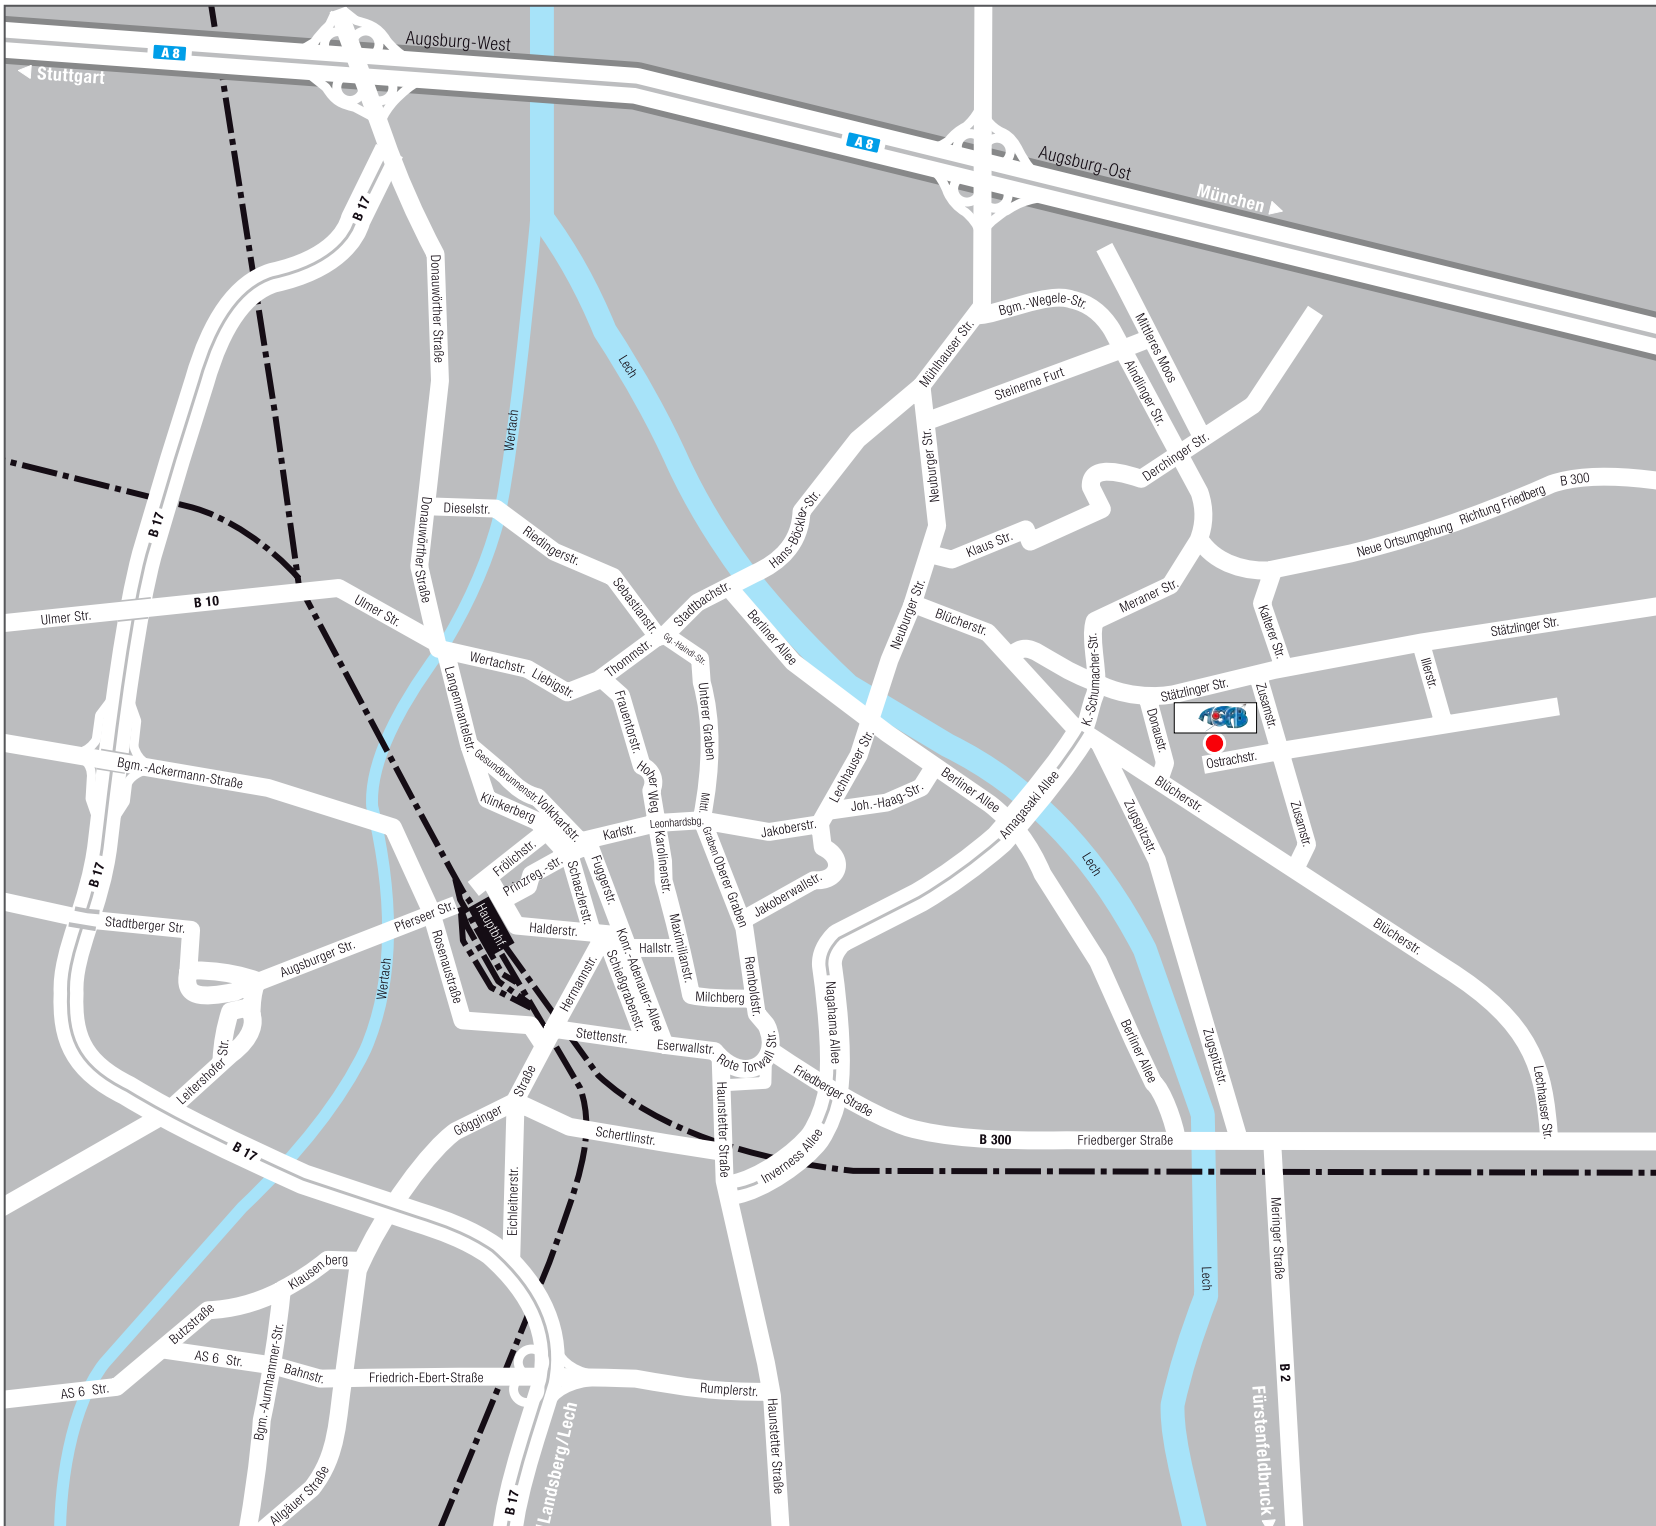 Augsburg-West
A 8
Stuttgart
A 8
Augsburg-Ost
München
B 17
Donauwörther Straße
Bgm.-Wegele-Str.
Mühlhauser Str.
Mittleres Moos
Steinerne Furt
Aindlinger Str.
Lech
Wertach
Neuburger Str.
Derchinger Str.
B 17
Donauwörther Straße
Dieselstr.
Riedingerstr.
Hans-Böckler-Str.
Klaus Str.
Neue Ortsumgehung Richtung Friedberg B 300
Ulmer Str.
B 10
Ulmer Str.
Sebastianstr.
Stadtbachstr.
Berliner Allee
Neuburger Str.
Blücherstr.
Meraner Str.
Kalterer Str.
Stätzlinger Str.
Wertachstr.
Liebigstr.
Thommstr.
Gg.-Haindl-Str.
Langenmantelstr.
Frauentorstr.
Unterer Graben
K.-Schumacher-Str.
Stätzlinger Str.
Illerstr.
Donaustr.
Zusamstr.
Ostrachstr.
Bgm.-Ackermann-Straße
Gesundbrunnenstr.
Klinkerberg
Volkhartstr.
Hoher Weg
Mittl.
Graben
Lechhauser Str.
Joh.-Haag-Str.
Berliner Allee
Amagasaki Allee
Blücherstr.
Zugspitzstr.
Zusamstr.
Karlstr.
Leonhardsbg.
Jakoberstr.
Frölichstr.
Prinzreg.-str.
Schaezlerstr.
Fuggerstr.
Karolinenstr.
Oberer Graben
Jakoberwallstr.
Lech
B 17
Stadtberger Str.
Pferseer Str.
Hauptbhf.
Halderstr.
Hallstr.
Maximilianstr.
Augsburger Str.
Rosenaustraße
Wertach
Hermannstr.
Konr.-Adenauer-Allee
Schießgrabenstr.
Milchberg
Remboldstr.
Nagahama Allee
Blücherstr.
Stettenstr.
Eserwallstr.
Rote Torwall Str.
Leitershofer Str.
Gögginger Straße
Haunstetter Straße
Friedberger Straße
Berliner Allee
Zugspitzstr.
Lechhauser Str.
B 17
Schertlinstr.
Inverness Allee
B 300
Friedberger Straße
Eichleitnerstr.
Klausenberg
Lech
Meringer Straße
Butzstraße
AS 6 Str.
AS 6 Str.
Bahnstr.
Bgm.-Aurnhammer-Str.
Friedrich-Ebert-Straße
Rumplerstr.
Haunstetter Straße
B 2
Allgäuer Straße
B 17
Landsberg/Lech
Fürstenfeldbruck